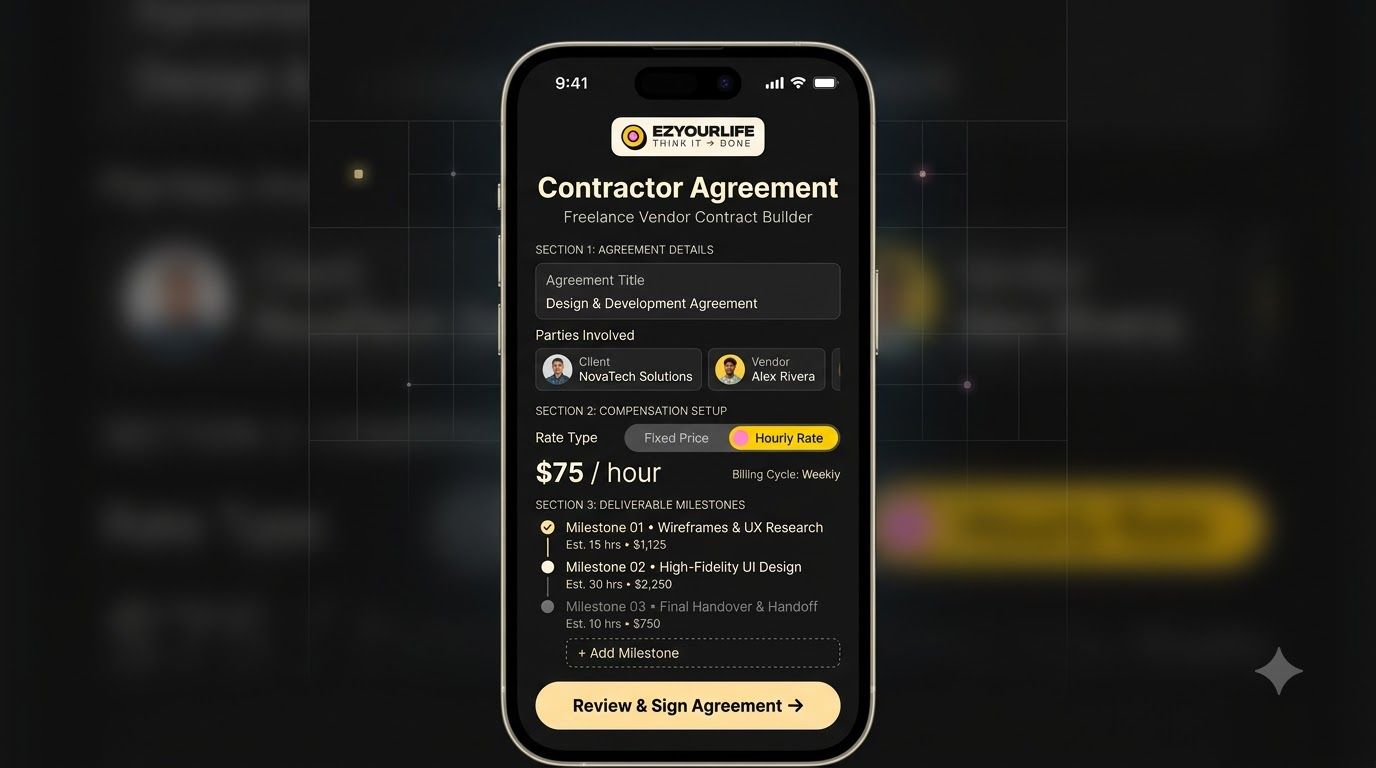 9:41
EZYOURLIFE
THINK IT → DONE
Contractor Agreement
Freelance Vendor Contract Builder
SECTION 1: AGREEMENT DETAILS
Agreement Title
Design & Development Agreement
Parties Involved
Client
NovaTech Solutions
Vendor
Alex Rivera
SECTION 2: COMPENSATION SETUP
Rate Type
Fixed Price
Hourly Rate
$75 / hour
Billing Cycle: Weekly
SECTION 3: DELIVERABLE MILESTONES
Milestone 01 • Wireframes & UX Research
Est. 15 hrs • $1,125
Milestone 02 • High-Fidelity UI Design
Est. 30 hrs • $2,250
Milestone 03 • Final Handover & Handoff
Est. 10 hrs • $750
+ Add Milestone
Review & Sign Agreement →